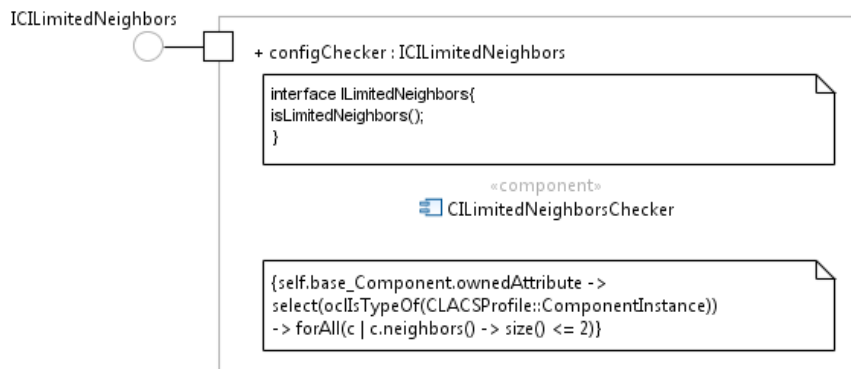 ICILimitedNeighbors
+ configChecker : ICILimitedNeighbors
interface ILimitedNeighbors{
isLimitedNeighbors();
}
«component»
CILimitedNeighborsChecker
{self.base_Component.ownedAttribute ->
select(oclIsTypeOf(CLACSProfile::ComponentInstance))
-> forAll(c | c.neighbors() -> size() <= 2)}